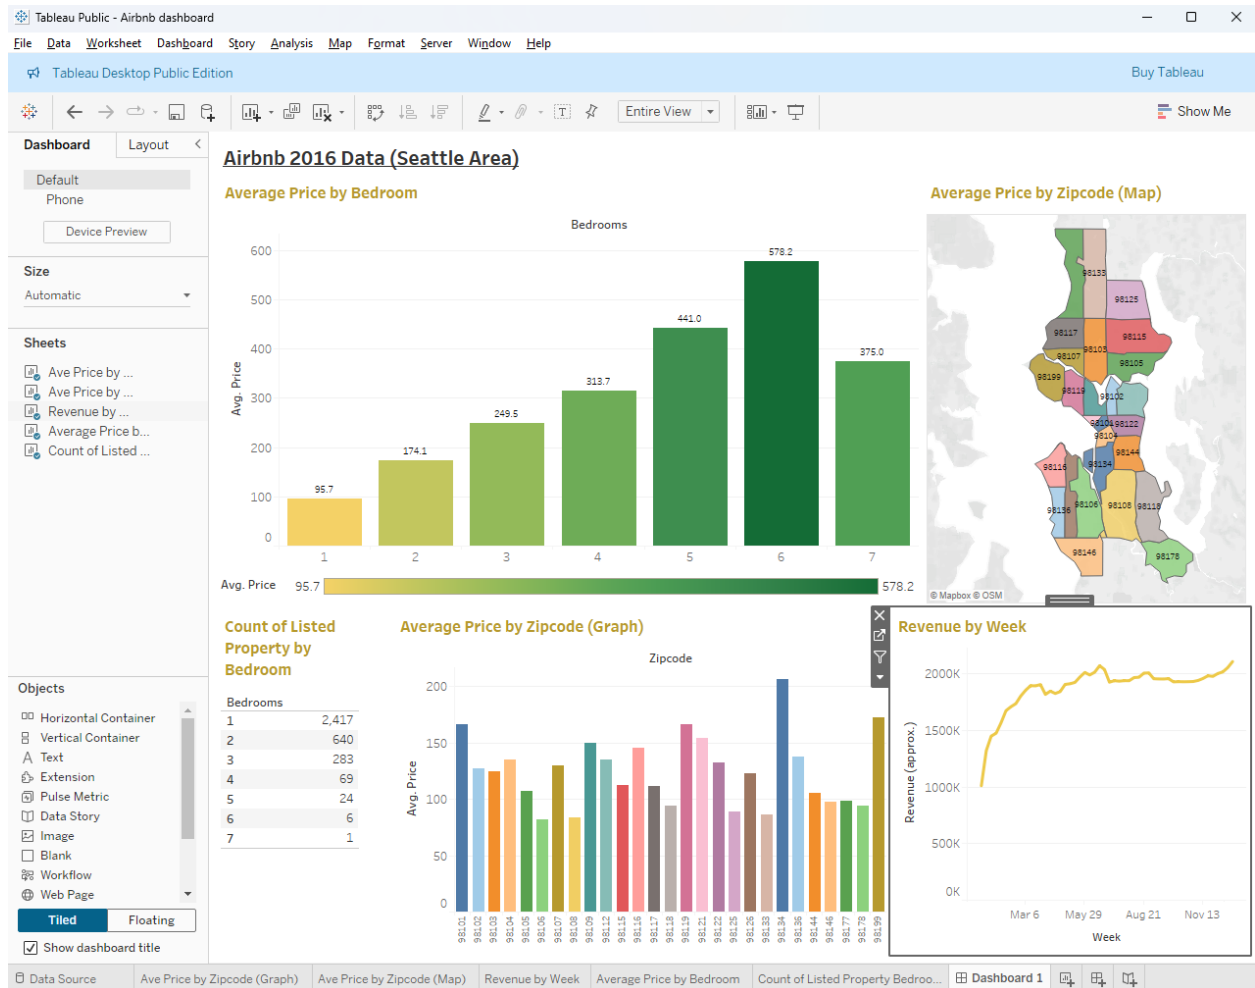 Tableau Public - Airbnb dashboard
File Data Worksheet Dashboard Story Analysis Map Format Server Window Help
Tableau Desktop Public Edition
Buy Tableau
Entire View
Show Me
Dashboard
Layout
Default
Phone
Device Preview
Size
Automatic
Sheets
Ave Price by ...
Ave Price by ...
Revenue by ...
Average Price b...
Count of Listed ...
Objects
Horizontal Container
Vertical Container
Text
Extension
Pulse Metric
Data Story
Image
Blank
Workflow
Web Page
Tiled
Floating
Show dashboard title
Airbnb 2016 Data (Seattle Area)
Average Price by Bedroom
Bedrooms
Avg. Price
600
500
400
300
200
100
0
95.7
174.1
249.5
313.7
441.0
578.2
375.0
1 2 3 4 5 6 7
Avg. Price 95.7 578.2
Average Price by Zipcode (Map)
98133
98125
98117
98103
98115
98107
98105
98199
98119
98102
98101
98122
98104
98144
98116
98134
98136
98106
98108
98118
98146
98178
© Mapbox © OSM
Count of Listed
Property by
Bedroom
Bedrooms
1 2,417
2 640
3 283
4 69
5 24
6 6
7 1
Average Price by Zipcode (Graph)
Zipcode
Avg. Price
200
150
100
50
0
98101
98102
98103
98104
98105
98106
98107
98108
98109
98112
98115
98116
98117
98118
98119
98121
98122
98125
98126
98133
98134
98136
98144
98146
98177
98178
98199
Revenue by Week
Revenue (approx.)
2000K
1500K
1000K
500K
0K
Mar 6 May 29 Aug 21 Nov 13
Week
Data Source
Ave Price by Zipcode (Graph)
Ave Price by Zipcode (Map)
Revenue by Week
Average Price by Bedroom
Count of Listed Property Bedroo...
Dashboard 1